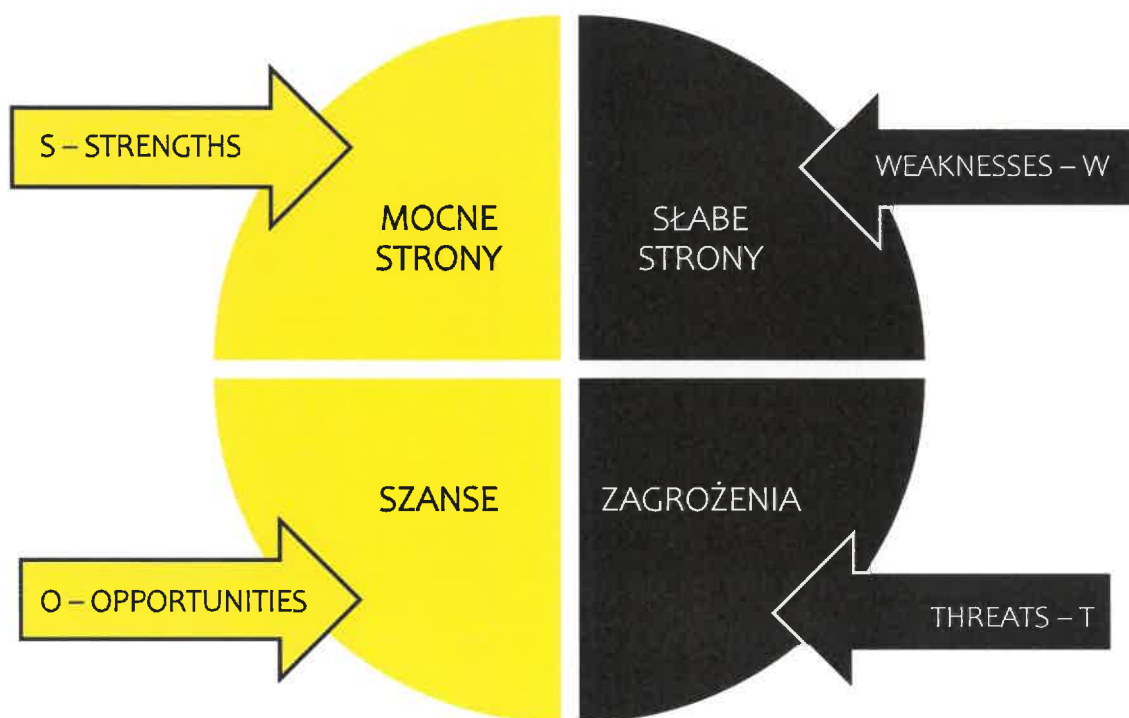 S – STRENGTHS
WEAKNESSES – W
MOCNE
STRONY
SŁABE
STRONY
SZANSE
ZAGROŻENIA
O – OPPORTUNITIES
THREATS – T